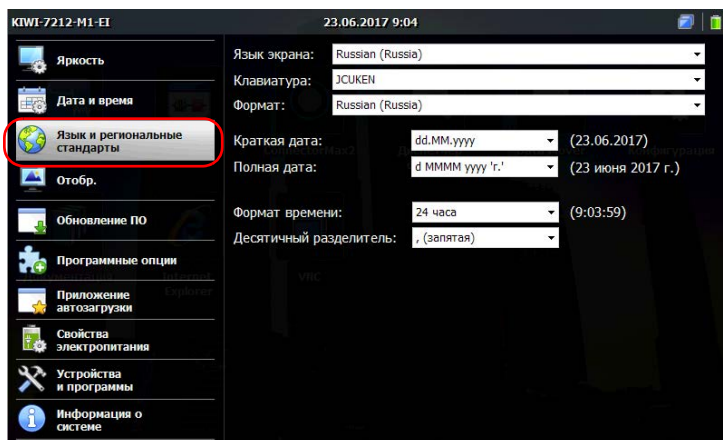 KIWI-7212-M1-EI
23.06.2017 9:04
Яркость
Дата и время
Язык и региональные
стандарты
Отобр.
Обновление ПО
Программные опции
Приложение
автозагрузки
Свойства
электропитания
Устройства
и программы
Информация о
системе
Язык экрана: Russian (Russia)
Клавиатура: JCUKEN
Формат: Russian (Russia)
Краткая дата: dd.MM.yyyy (23.06.2017)
Полная дата: d MMMM yyyy 'г.' (23 июня 2017 г.)
Формат времени: 24 часа (9:03:59)
Десятичный разделитель: , (запятая)
Internet
Explorer
VNC